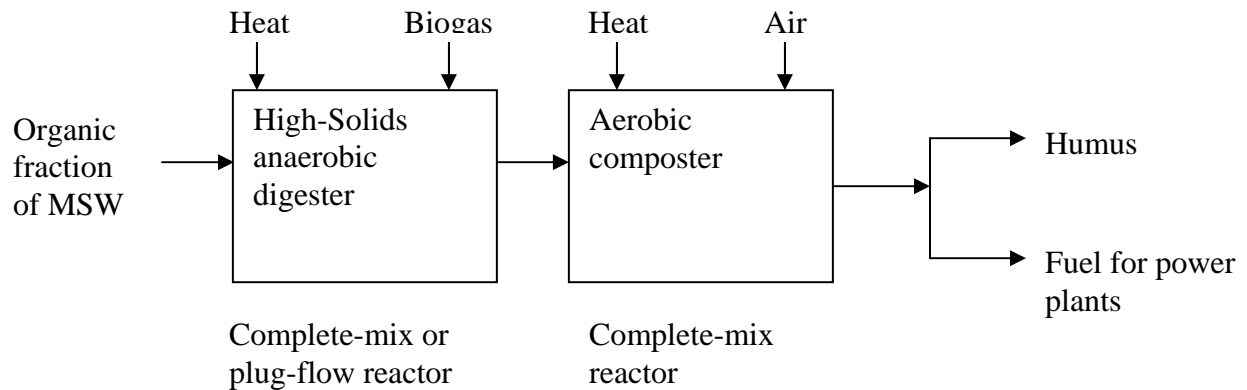 Heat
Biogas
Heat
Air
Organic
fraction
of MSW
High-Solids
anaerobic
digester
Aerobic
composter
Humus
Fuel for power
plants
Complete-mix or
plug-flow reactor
Complete-mix
reactor